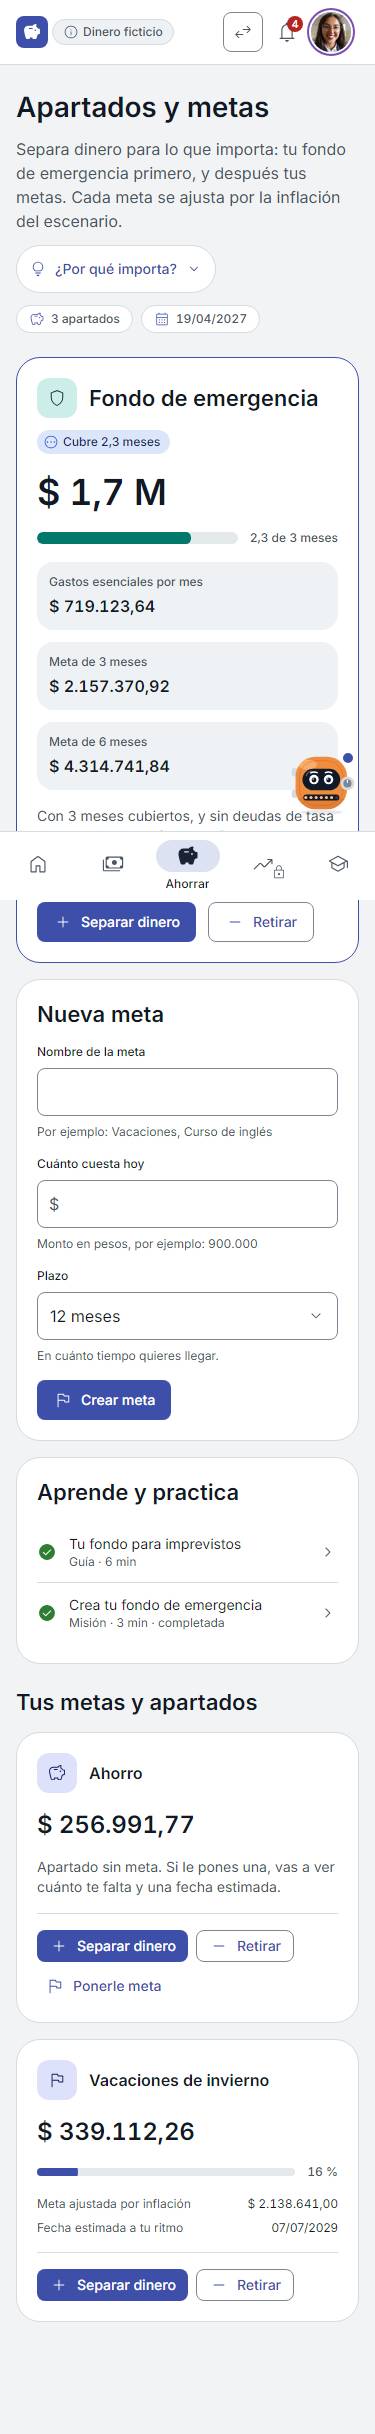 Dinero ficticio
4
Apartados y metas
Separa dinero para lo que importa: tu fondo
de emergencia primero, y después tus
metas. Cada meta se ajusta por la inflación
del escenario.
¿Por qué importa?
3 apartados
19/04/2027
Fondo de emergencia
Cubre 2,3 meses
$ 1,7 M
2,3 de 3 meses
Gastos esenciales por mes
$ 719.123,64
Meta de 3 meses
$ 2.157.370,92
Meta de 6 meses
$ 4.314.741,84
Con 3 meses cubiertos, y sin deudas de tasa
Ahorrar
Separar dinero
Retirar
Nueva meta
Nombre de la meta
Por ejemplo: Vacaciones, Curso de inglés
Cuánto cuesta hoy
$
Monto en pesos, por ejemplo: 900.000
Plazo
12 meses
En cuánto tiempo quieres llegar.
Crear meta
Aprende y practica
Tu fondo para imprevistos
Guía · 6 min
Crea tu fondo de emergencia
Misión · 3 min · completada
Tus metas y apartados
Ahorro
$ 256.991,77
Apartado sin meta. Si le pones una, vas a ver
cuánto te falta y una fecha estimada.
Separar dinero
Retirar
Ponerle meta
Vacaciones de invierno
$ 339.112,26
16 %
Meta ajustada por inflación
$ 2.138.641,00
Fecha estimada a tu ritmo
07/07/2029
Separar dinero
Retirar